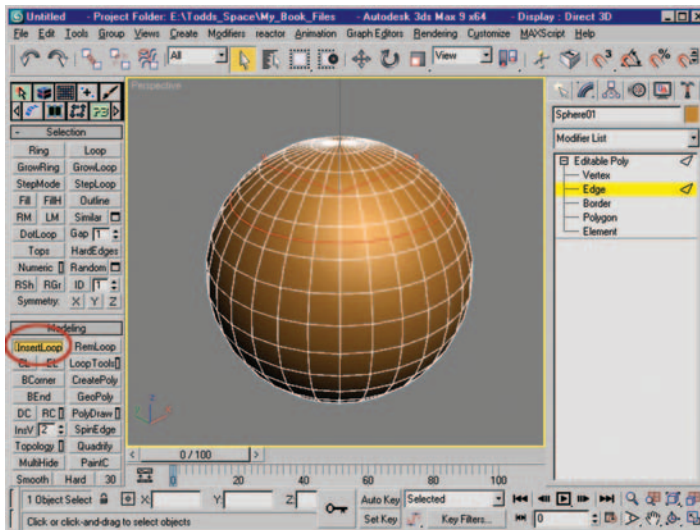 Untitled - Project Folder: E:\Todds_Space\My_Book_Files - Autodesk 3ds Max 9 x64 - Display : Direct 3D
File Edit Tools Group Views Create Modifiers reactor Animation Graph Editors Rendering Customize MAXScript Help
All View
Perspective
Sphere01
Modifier List
Editable Poly
Vertex
Edge
Border
Polygon
Element
- Selection
Ring Loop
GrowRing GrowLoop
StepMode StepLoop
Fill FillH Outline
RM LM Similar
DotLoop Gap 1
Tops HardEdges
Numeric Random
RSh RGr ID 1
Symmetry: X Y Z
Modeling
InsertLoop RemLoop
CL EL LoopTools
BCorner CreatePoly
BEnd GeoPoly
DC RC PolyDraw
InsV 2 SpinEdge
Topology Quadrify
MultiHide PaintC
Smooth Hard 30
z
< 0 / 100 >
0 20 40 60 80 100
1 Object Select X: Y: Z: Auto Key Selected
Click or click-and-drag to select objects Set Key Key Filters... 0